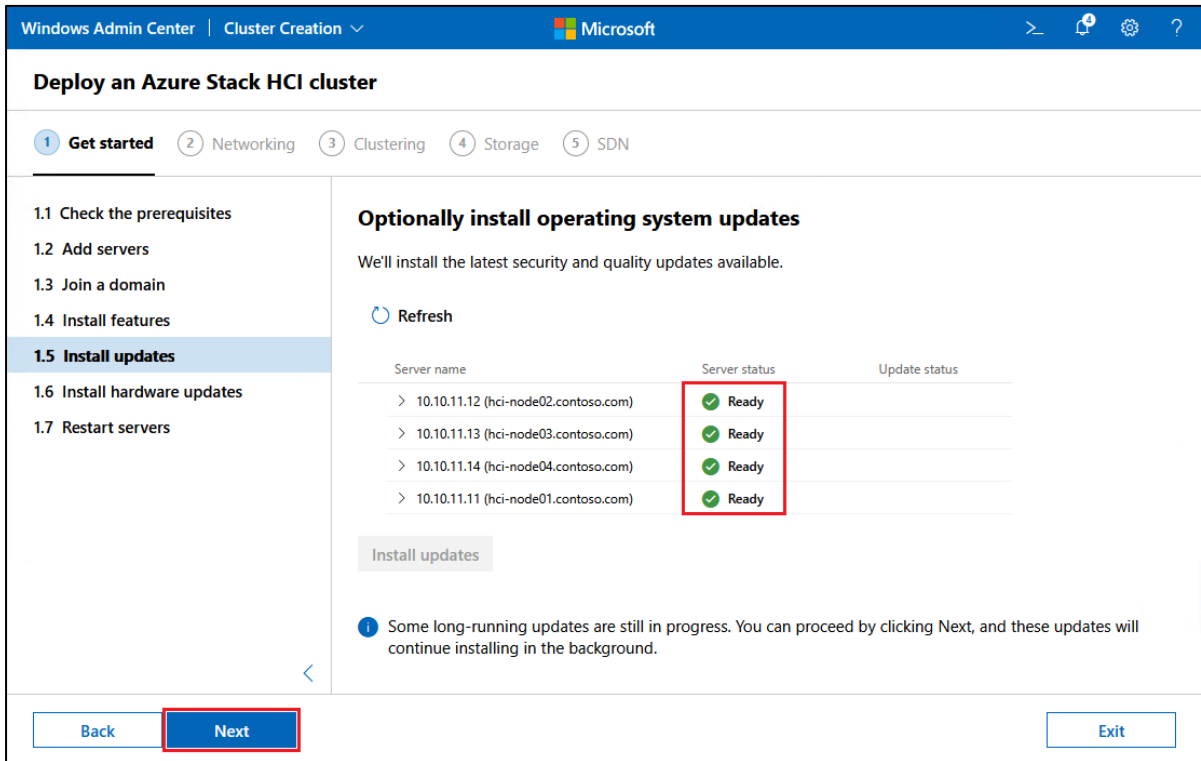 Windows Admin Center | Cluster Creation
Microsoft
4
Deploy an Azure Stack HCI cluster
1 Get started 2 Networking 3 Clustering 4 Storage 5 SDN
1.1 Check the prerequisites
1.2 Add servers
1.3 Join a domain
1.4 Install features
1.5 Install updates
1.6 Install hardware updates
1.7 Restart servers
Optionally install operating system updates
We'll install the latest security and quality updates available.
Refresh
Server name Server status Update status
10.10.11.12 (hci-node02.contoso.com) Ready
10.10.11.13 (hci-node03.contoso.com) Ready
10.10.11.14 (hci-node04.contoso.com) Ready
10.10.11.11 (hci-node01.contoso.com) Ready
Install updates
Some long-running updates are still in progress. You can proceed by clicking Next, and these updates will
continue installing in the background.
Back Next Exit